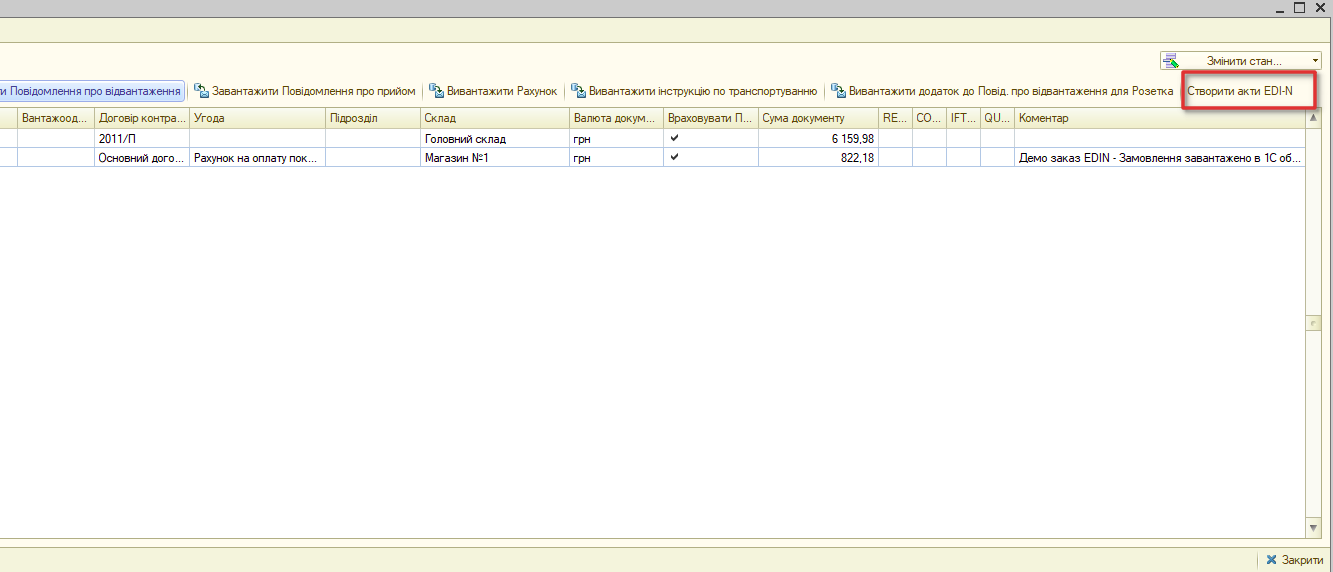 Змінити стан...
и Повідомлення про відвантаження Завантажити Повідомлення про прийом Вивантажити Рахунок Вивантажити інструкцію по транспортуванню Вивантажити додаток до Повід. про відвантаження для Розетка Створити акти EDI-N
Вантажоод... Договір контра... Угода Підрозділ Склад Валюта докум... Враховувати П... Сума документу RE... CO... IFT... QU... Коментар
2011/П Головний склад грн 6 159,98
Основний дого... Рахунок на оплату пок... Магазин №1 грн 822,18 Демо заказ EDIN - Замовлення завантажено в 1С об...
Закрити